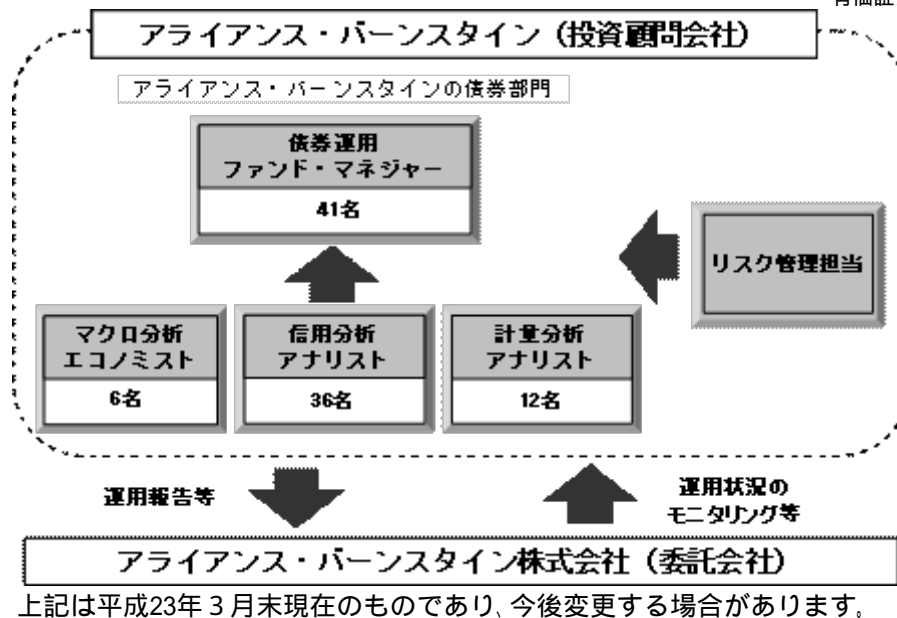 アライアンス・バーンスタイン（投資顧問会社）
アライアンス・バーンスタインの債券部門
債券運用
ファンド・マネジャー
41名
リスク管理担当
マクロ分析
エコノミスト
6名
信用分析
アナリスト
36名
計量分析
アナリスト
12名
運用報告等
運用状況の
モニタリング等
アライアンス・バーンスタイン株式会社（委託会社）
上記は平成23年３月末現在のものであり、今後変更する場合があります。